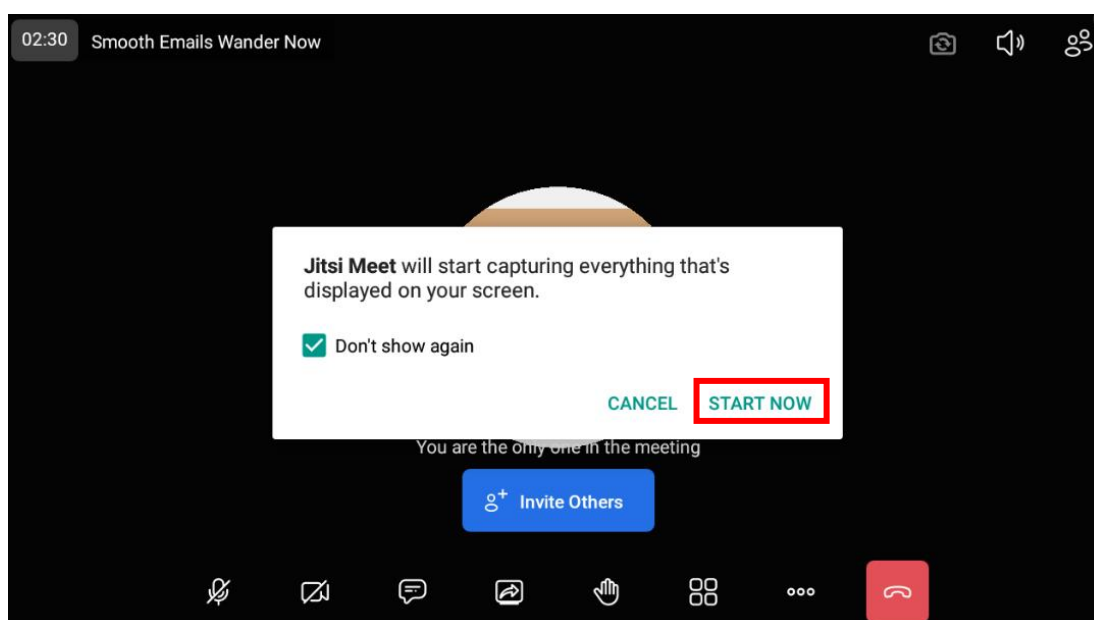 02:30 Smooth Emails Wander Now
Jitsi Meet will start capturing everything that's
displayed on your screen.
Don't show again
CANCEL START NOW
You are the only one in the meeting
Invite Others